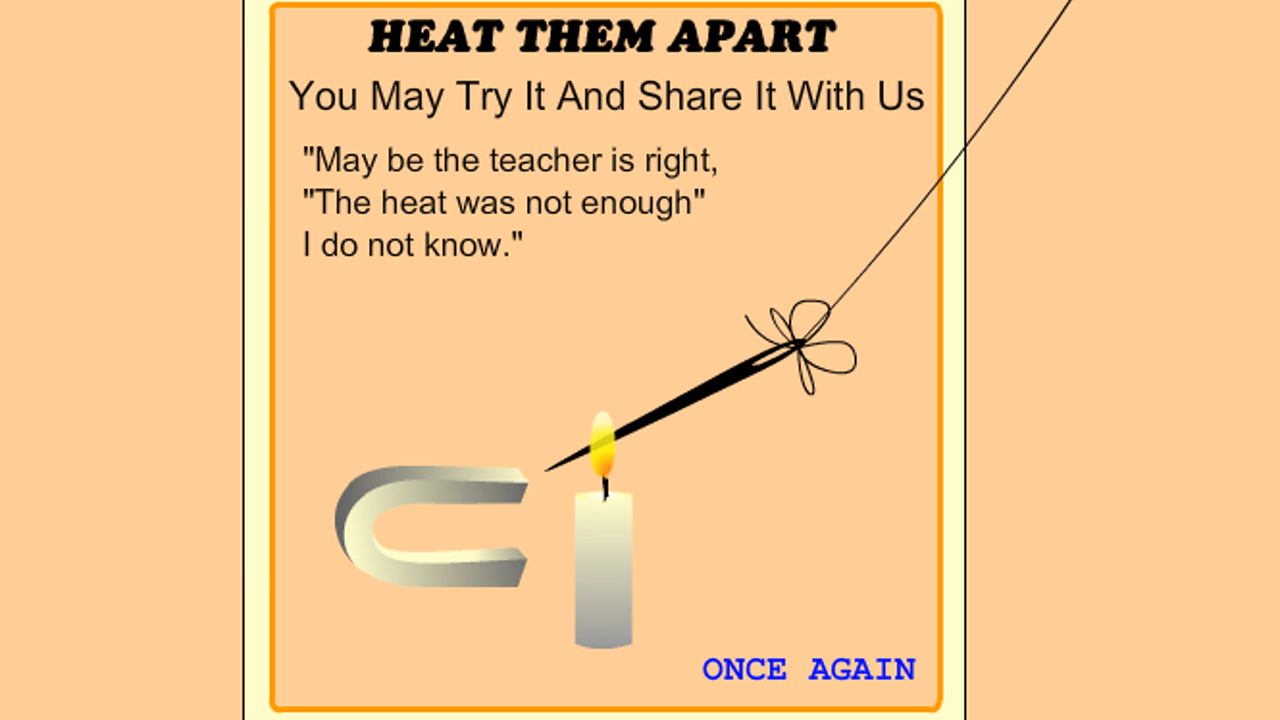 HEAT THEM APART
You May Try It And Share It With Us
"May be the teacher is right,
"The heat was not enough"
I do not know."
ONCE AGAIN